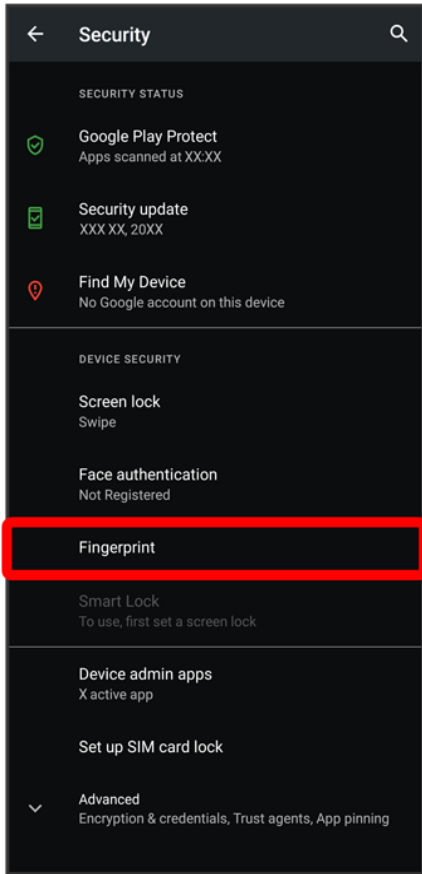 Security
SECURITY STATUS
Google Play Protect
Apps scanned at XX:XX
Security update
XXX XX, 20XX
Find My Device
No Google account on this device
DEVICE SECURITY
Screen lock
Swipe
Face authentication
Not Registered
Fingerprint
Smart Lock
To use, first set a screen lock
Device admin apps
X active app
Set up SIM card lock
Advanced
Encryption & credentials, Trust agents, App pinning